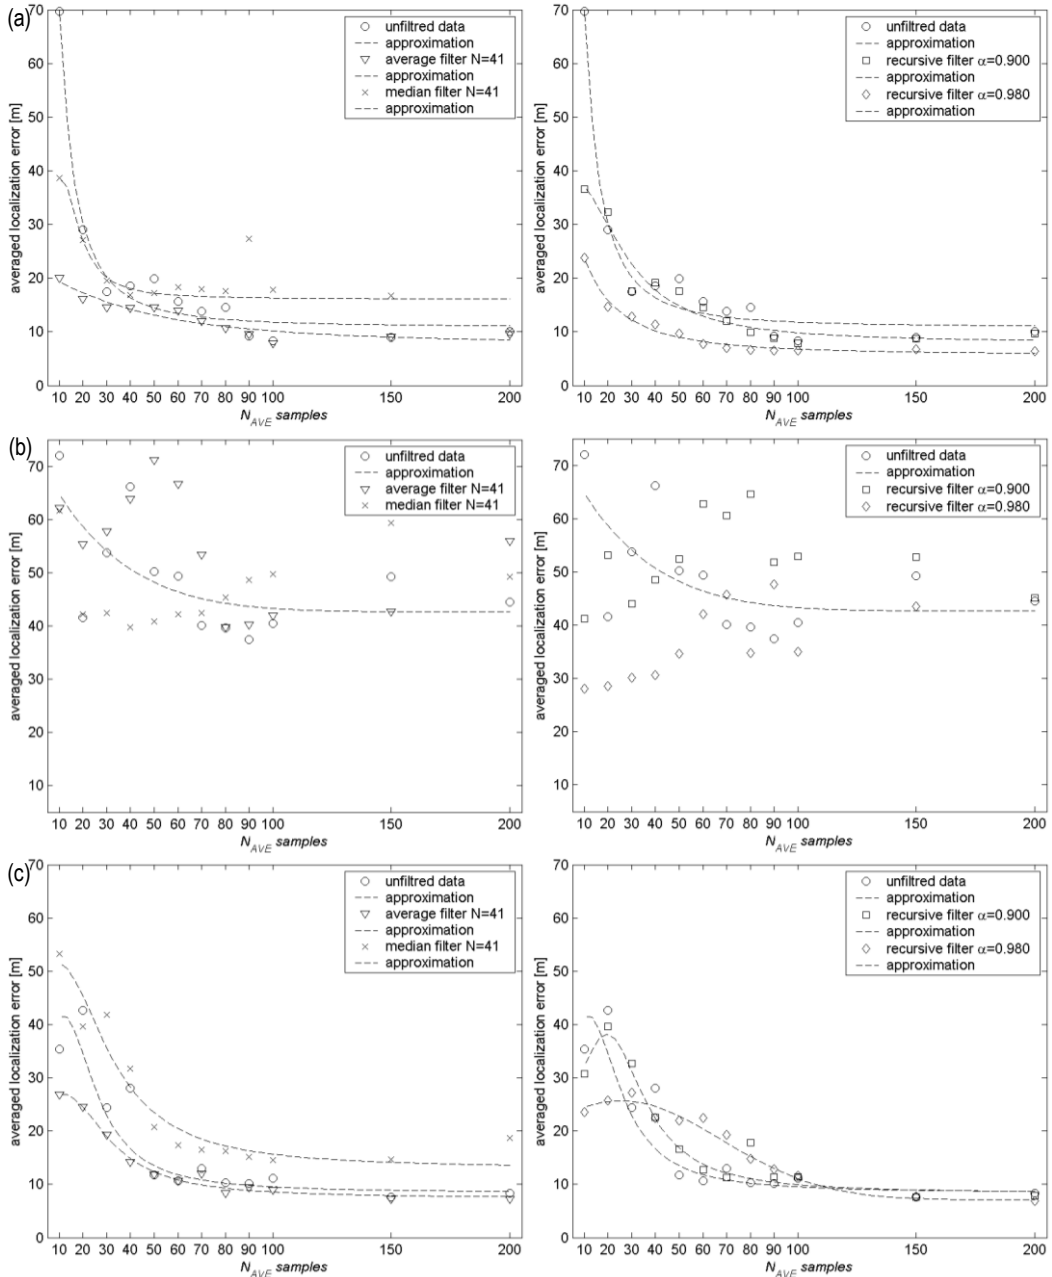 (a)
70
60
50
40
30
20
10
0
averaged localization error [m]
unfiltred data
approximation
average filter N=41
approximation
median filter N=41
approximation
10 20 30 40 50 60 70 80 90 100 150 200
N_AVE samples
70
60
50
40
30
20
10
0
averaged localization error [m]
unfiltred data
approximation
recursive filter α=0.900
approximation
recursive filter α=0.980
approximation
10 20 30 40 50 60 70 80 90 100 150 200
N_AVE samples
(b)
70
60
50
40
30
20
10
averaged localization error [m]
unfiltred data
approximation
average filter N=41
median filter N=41
10 20 30 40 50 60 70 80 90 100 150 200
N_AVE samples
70
60
50
40
30
20
10
averaged localization error [m]
unfiltred data
approximation
recursive filter α=0.900
recursive filter α=0.980
10 20 30 40 50 60 70 80 90 100 150 200
N_AVE samples
(c)
70
60
50
40
30
20
10
0
averaged localization error [m]
unfiltred data
approximation
average filter N=41
approximation
median filter N=41
approximation
10 20 30 40 50 60 70 80 90 100 150 200
N_AVE samples
70
60
50
40
30
20
10
0
averaged localization error [m]
unfiltred data
approximation
recursive filter α=0.900
approximation
recursive filter α=0.980
approximation
10 20 30 40 50 60 70 80 90 100 150 200
N_AVE samples